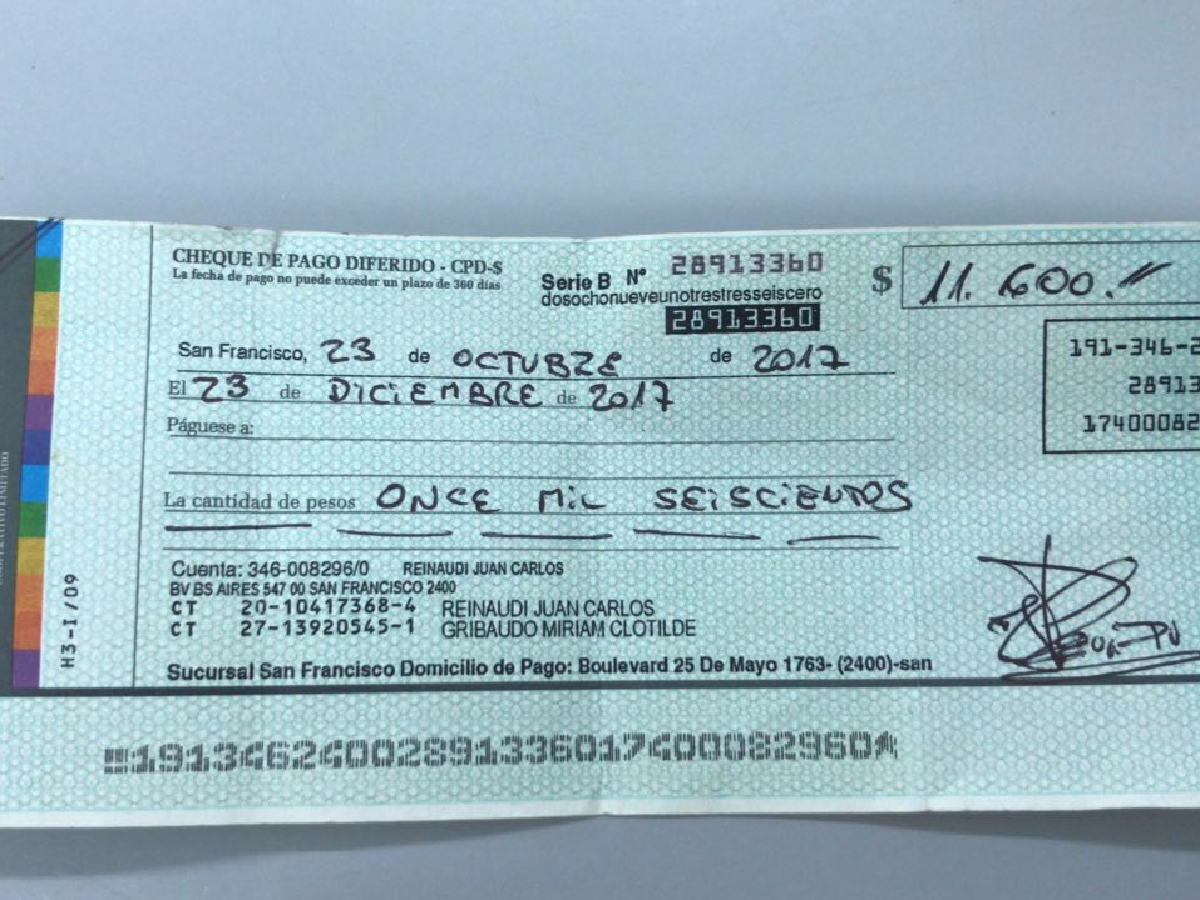 CHEQUE DE PAGO DIFERIDO - CPD-$
La fecha de pago no puede exceder un plazo de 360 días
Serie B Nº 28913360
dosochonueveunotrestresseiscero
28913360
$ 11.600.-
191-346-2
28913
17400082
San Francisco, 23 de OCTUBRE de 2017
El 23 de DICIEMBRE de 2017
Páguese a:
La cantidad de pesos ONCE MIL SEISCIENTOS
Cuenta: 346-008296/0 REINAUDI JUAN CARLOS
BV BS AIRES 547 00 SAN FRANCISCO 2400
CT 20-10417368-4 REINAUDI JUAN CARLOS
CT 27-13920545-1 GRIBAUDO MIRIAM CLOTILDE
Sucursal San Francisco Domicilio de Pago: Boulevard 25 De Mayo 1763- (2400)-san
H3-I/09
19134624002891336017400082960